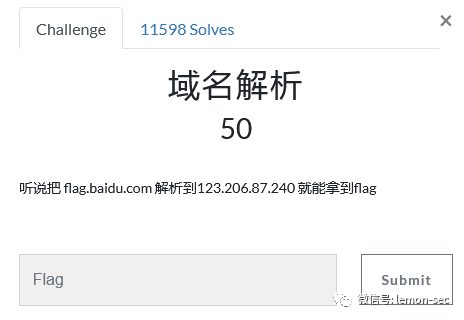 Challenge
11598 Solves
×
域名解析
50
听说把 flag.baidu.com 解析到123.206.87.240 就能拿到flag
Flag
Submit
微信号: lemon-sec